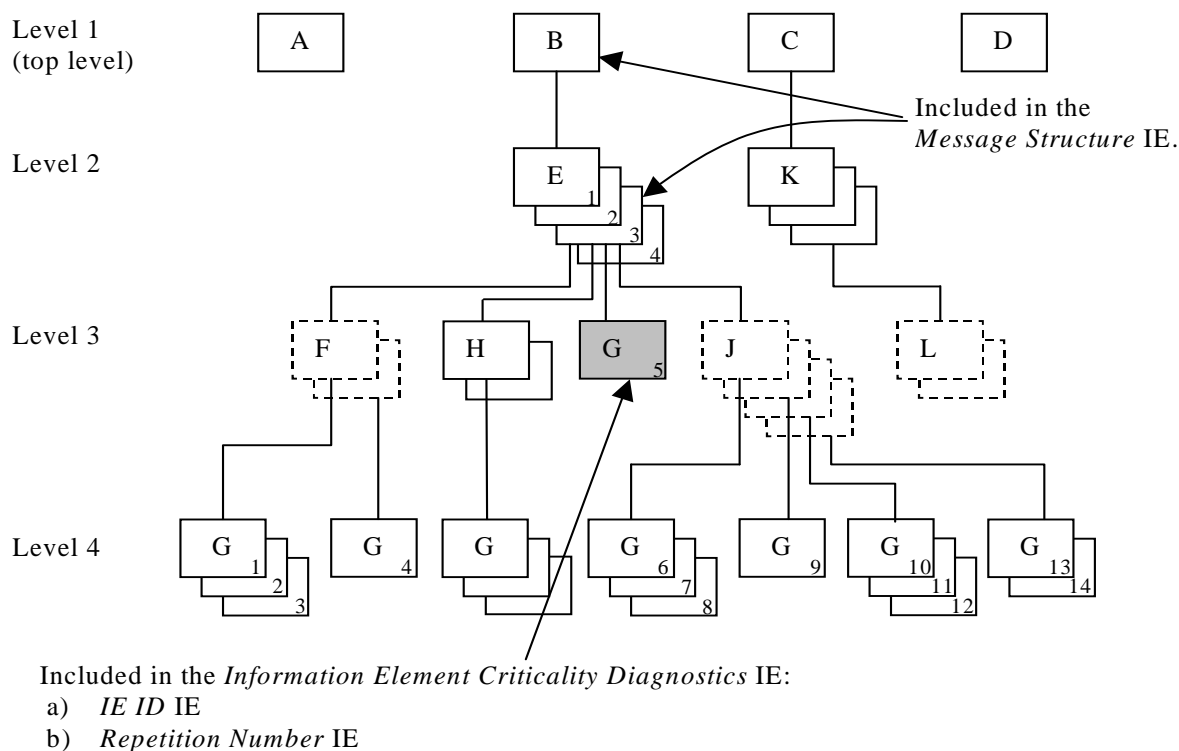 Level 1
(top level)
A
B
C
D
Included in the
Message Structure IE.
Level 2
E
1
2
3
4
K
Level 3
F
H
G
5
J
L
Level 4
G
1
2
3
G
4
G
G
6
7
8
G
9
G
10
11
12
G
13
14
Included in the Information Element Criticality Diagnostics IE:
a) IE ID IE
b) Repetition Number IE